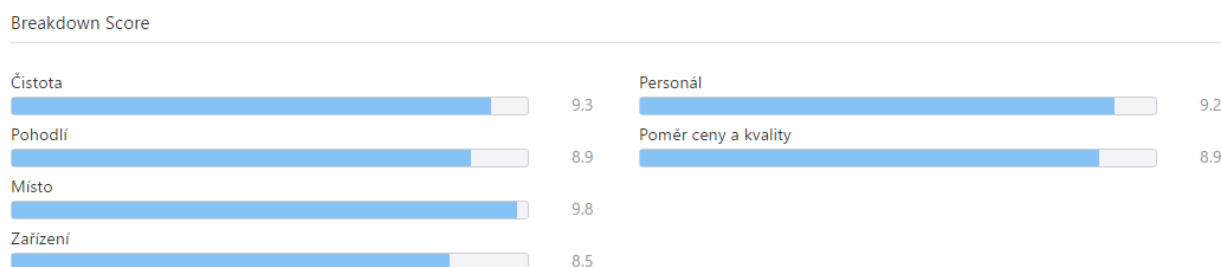 Breakdown Score
Čistota
9.3
Pohodlí
8.9
Místo
9.8
Zařízení
8.5
Personál
9.2
Poměr ceny a kvality
8.9